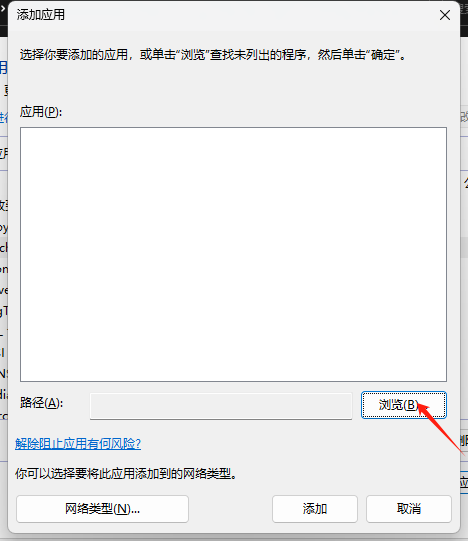 添加应用
选择你要添加的应用，或单击“浏览”查找未列出的程序，然后单击“确定”。
应用(P):
路径(A):
浏览(B)...
解除阻止应用有何风险?
你可以选择要将此应用添加到的网络类型。
网络类型(N)...
添加
取消